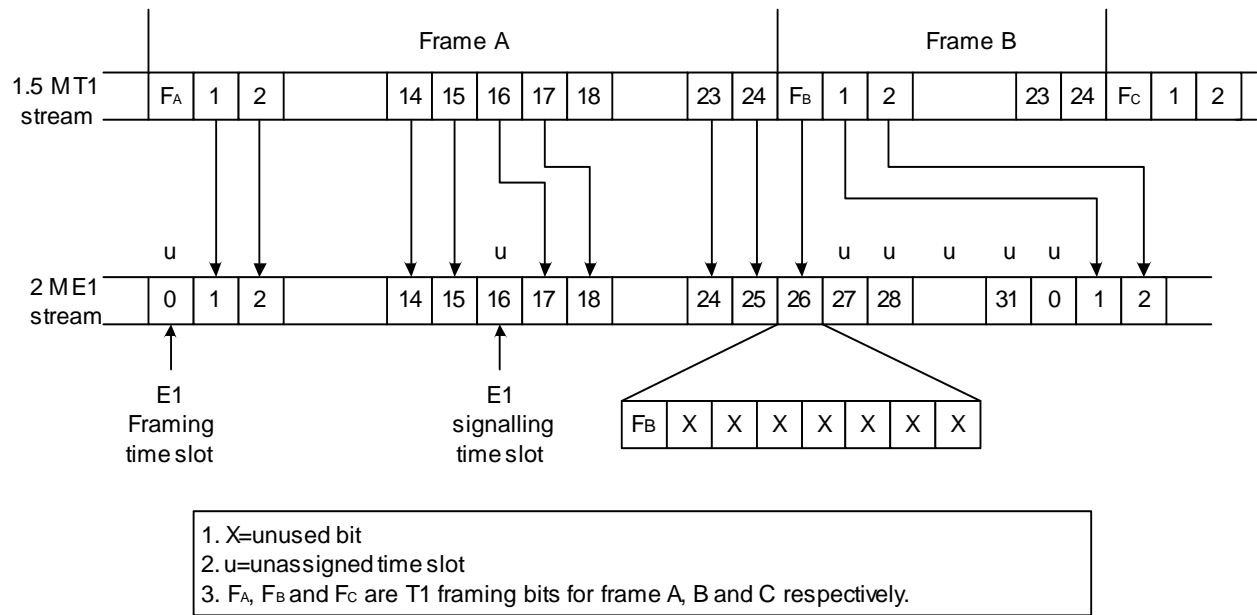 Frame A Frame B
1.5 M T1 stream
FA 1 2 14 15 16 17 18 23 24 FB 1 2 23 24 FC 1 2
u u u u u u u
2 M E1 stream
0 1 2 14 15 16 17 18 24 25 26 27 28 31 0 1 2
E1 Framing time slot
E1 signalling time slot
FB X X X X X X X
1. X=unused bit
2. u=unassigned time slot
3. FA, FB and FC are T1 framing bits for frame A, B and C respectively.